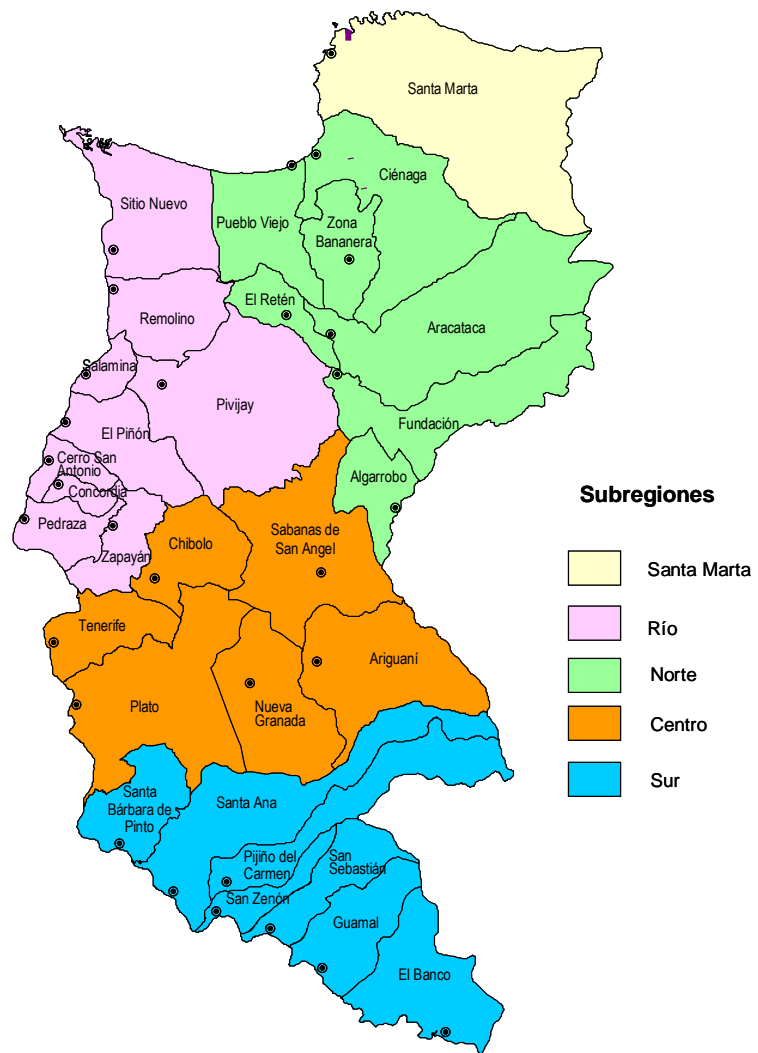 Santa Marta
Ciénaga
Sitio Nuevo
Pueblo Viejo
Zona
Bananera
El Retén
Remolino
Aracataca
Salamina
Pivijay
Fundación
El Piñón
Cerro San
Antonio
Concordia
Algarrobo
Pedraza
Zapayán
Chibolo
Sabanas de
San Angel
Tenerife
Ariguaní
Plato
Nueva
Granada
Santa
Bárbara de
Pinto
Santa Ana
Pijiño del
Carmen
San
Sebastián
San Zenón
Guamal
El Banco
Subregiones
Santa Marta
Río
Norte
Centro
Sur